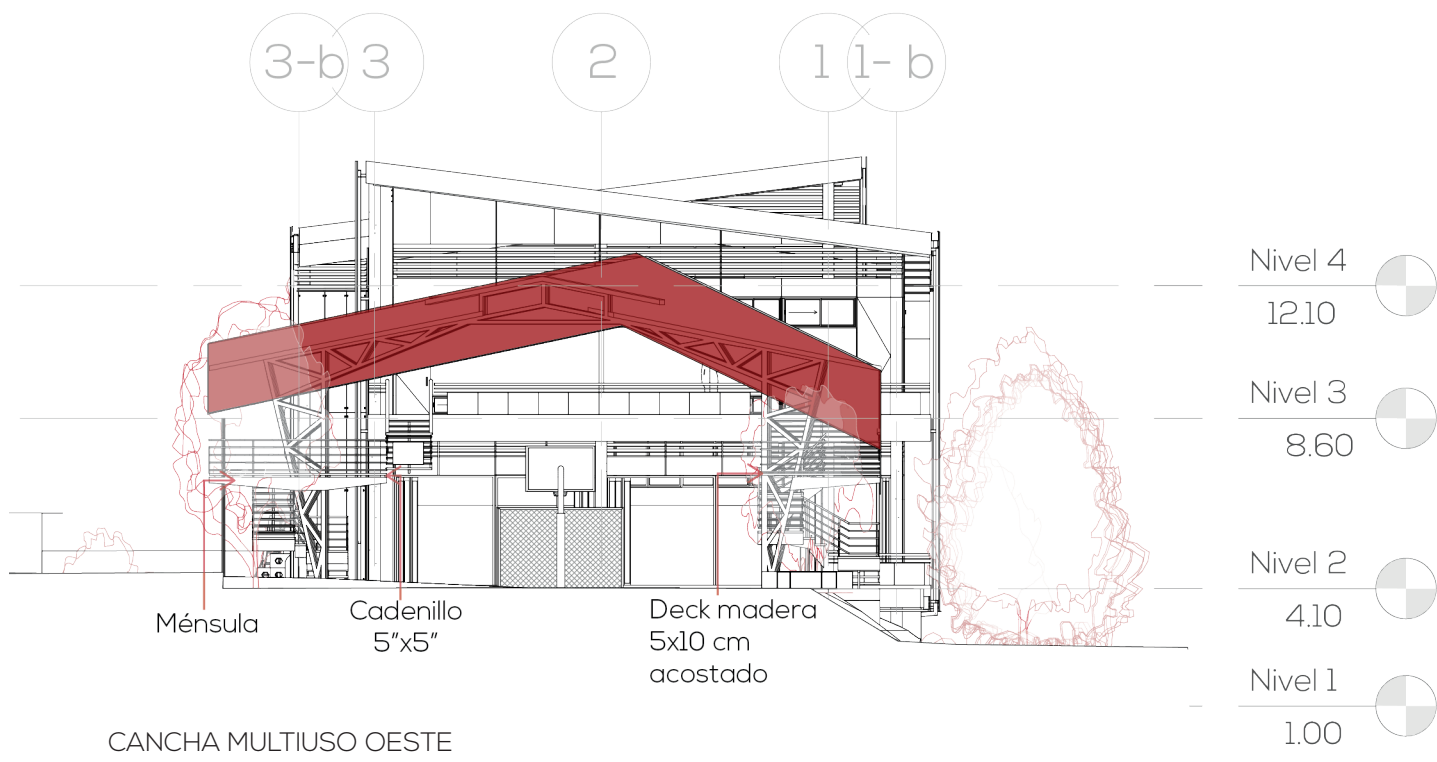 3-b
3
2
1
1- b
Nivel 4
12.10
Nivel 3
8.60
Nivel 2
4.10
Nivel 1
1.00
Ménsula
Cadenillo
5"x5"
Deck madera
5x10 cm
acostado
CANCHA MULTIUSO OESTE